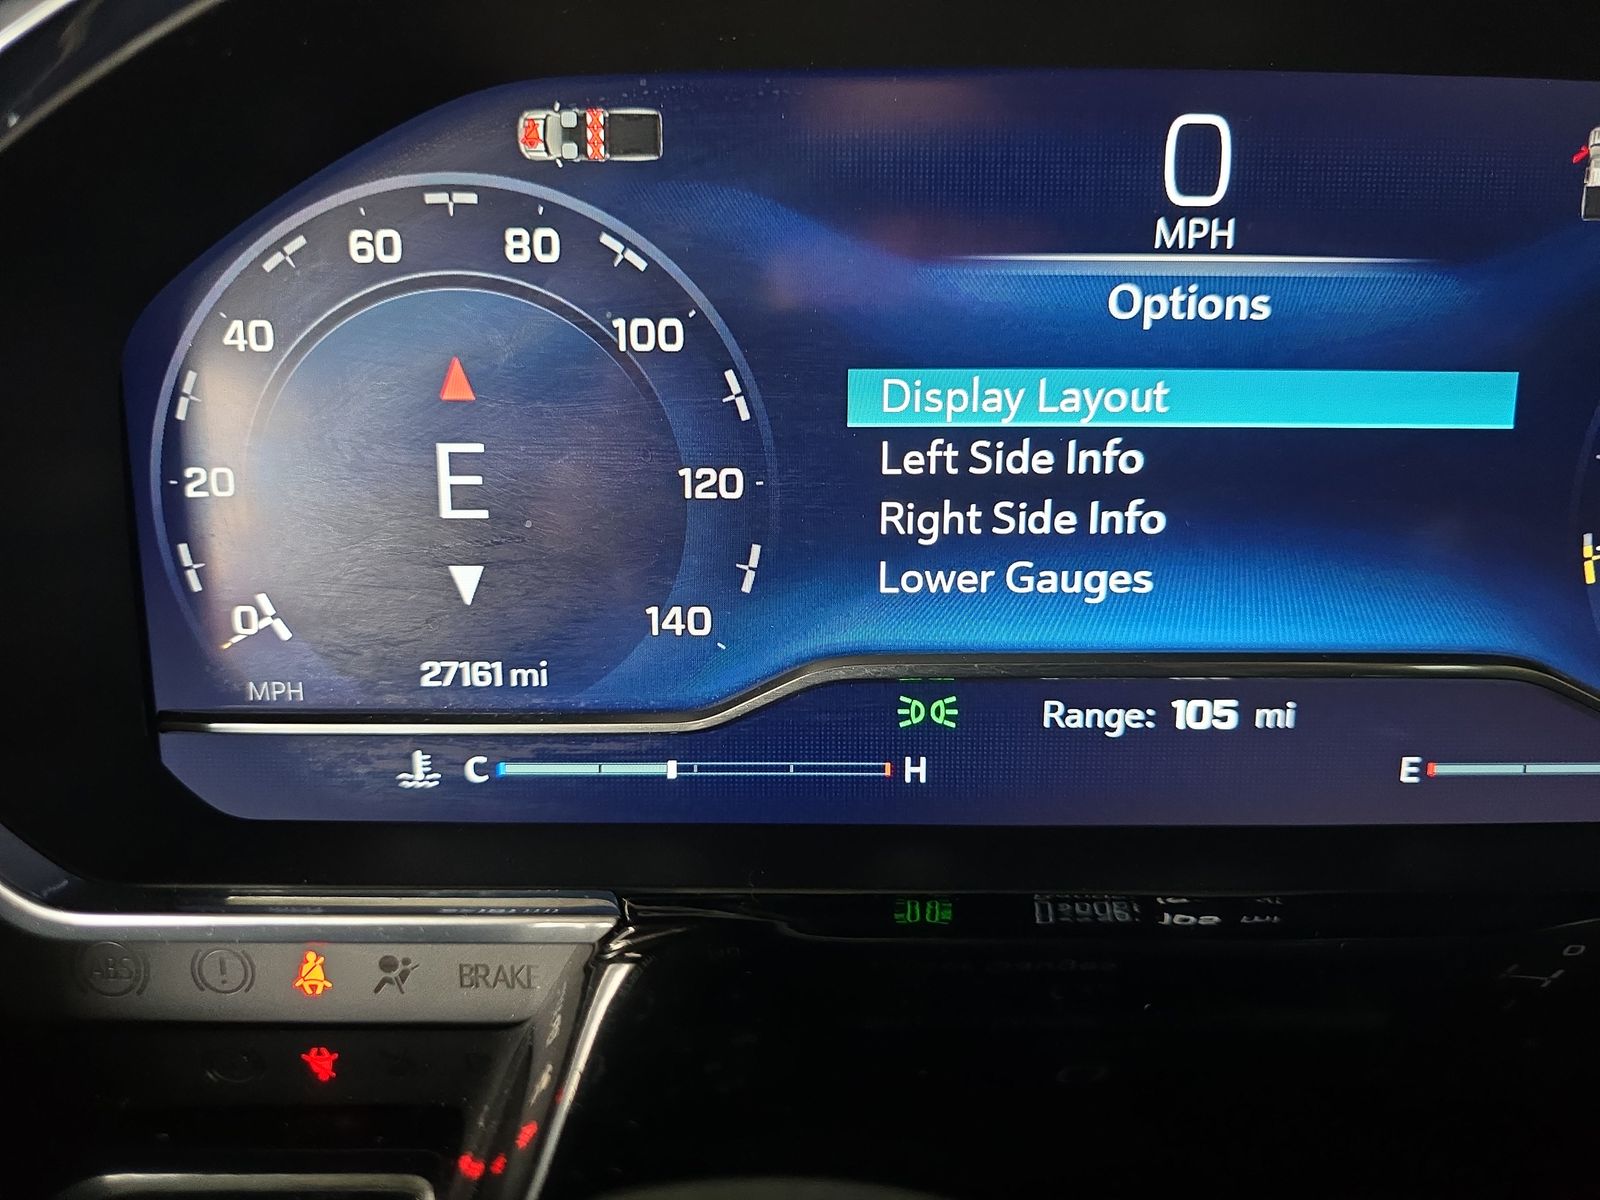 0
MPH
Options
Display Layout
Left Side Info
Right Side Info
Lower Gauges
60
80
40
100
20
120
0
140
E
27161 mi
MPH
Range: 105 mi
C
H
E
ABS
BRAKE